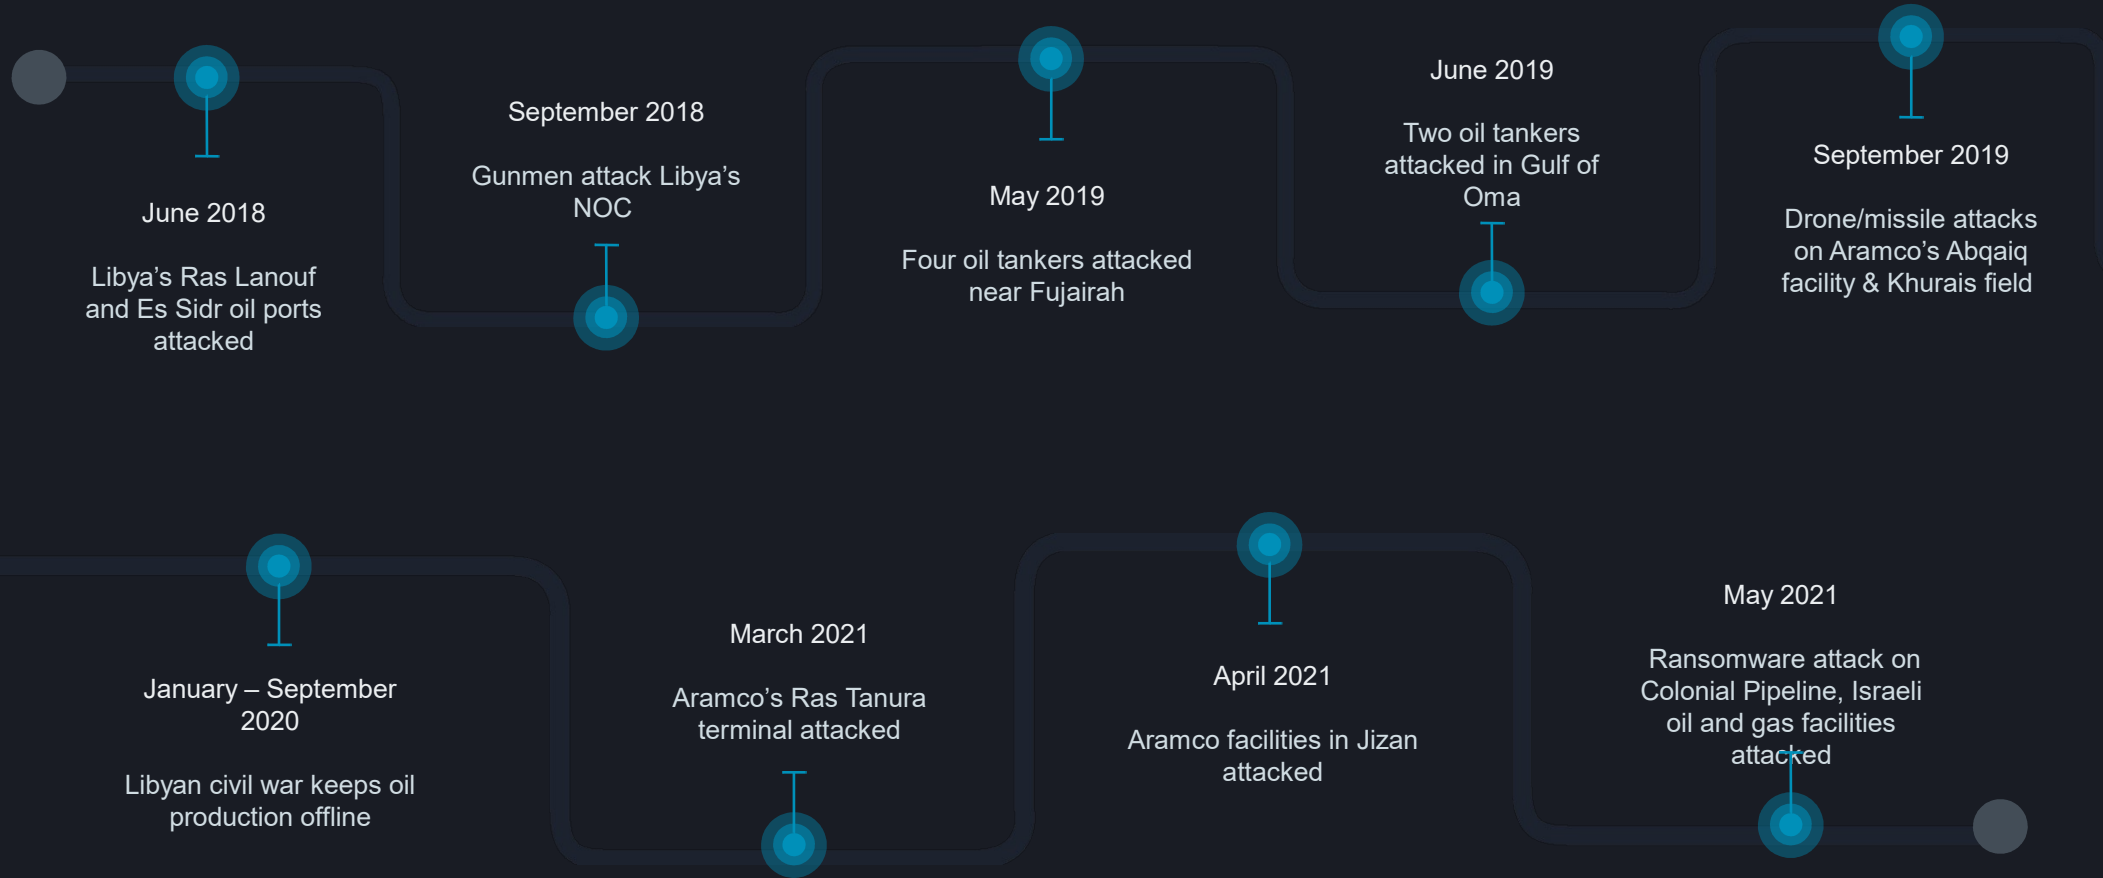 June 2018
Libya’s Ras Lanouf
and Es Sidr oil ports
attacked
September 2018
Gunmen attack Libya’s
NOC
May 2019
Four oil tankers attacked
near Fujairah
June 2019
Two oil tankers
attacked in Gulf of
Oma
September 2019
Drone/missile attacks
on Aramco’s Abqaiq
facility & Khurais field
January – September
2020
Libyan civil war keeps oil
production offline
March 2021
Aramco’s Ras Tanura
terminal attacked
April 2021
Aramco facilities in Jizan
attacked
May 2021
Ransomware attack on
Colonial Pipeline, Israeli
oil and gas facilities
attacked